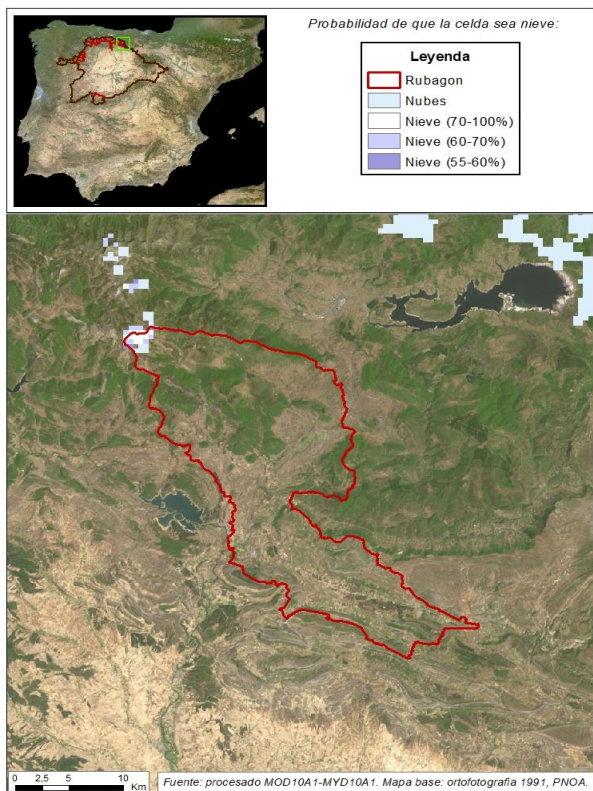 Probabilidad de que la celda sea nieve:
Leyenda
Rubagon
Nubes
Nieve (70-100%)
Nieve (60-70%)
Nieve (55-60%)
0 2,5 5 10
Km
Fuente: procesado MOD10A1-MYD10A1. Mapa base: ortofotografia 1991, PNOA.